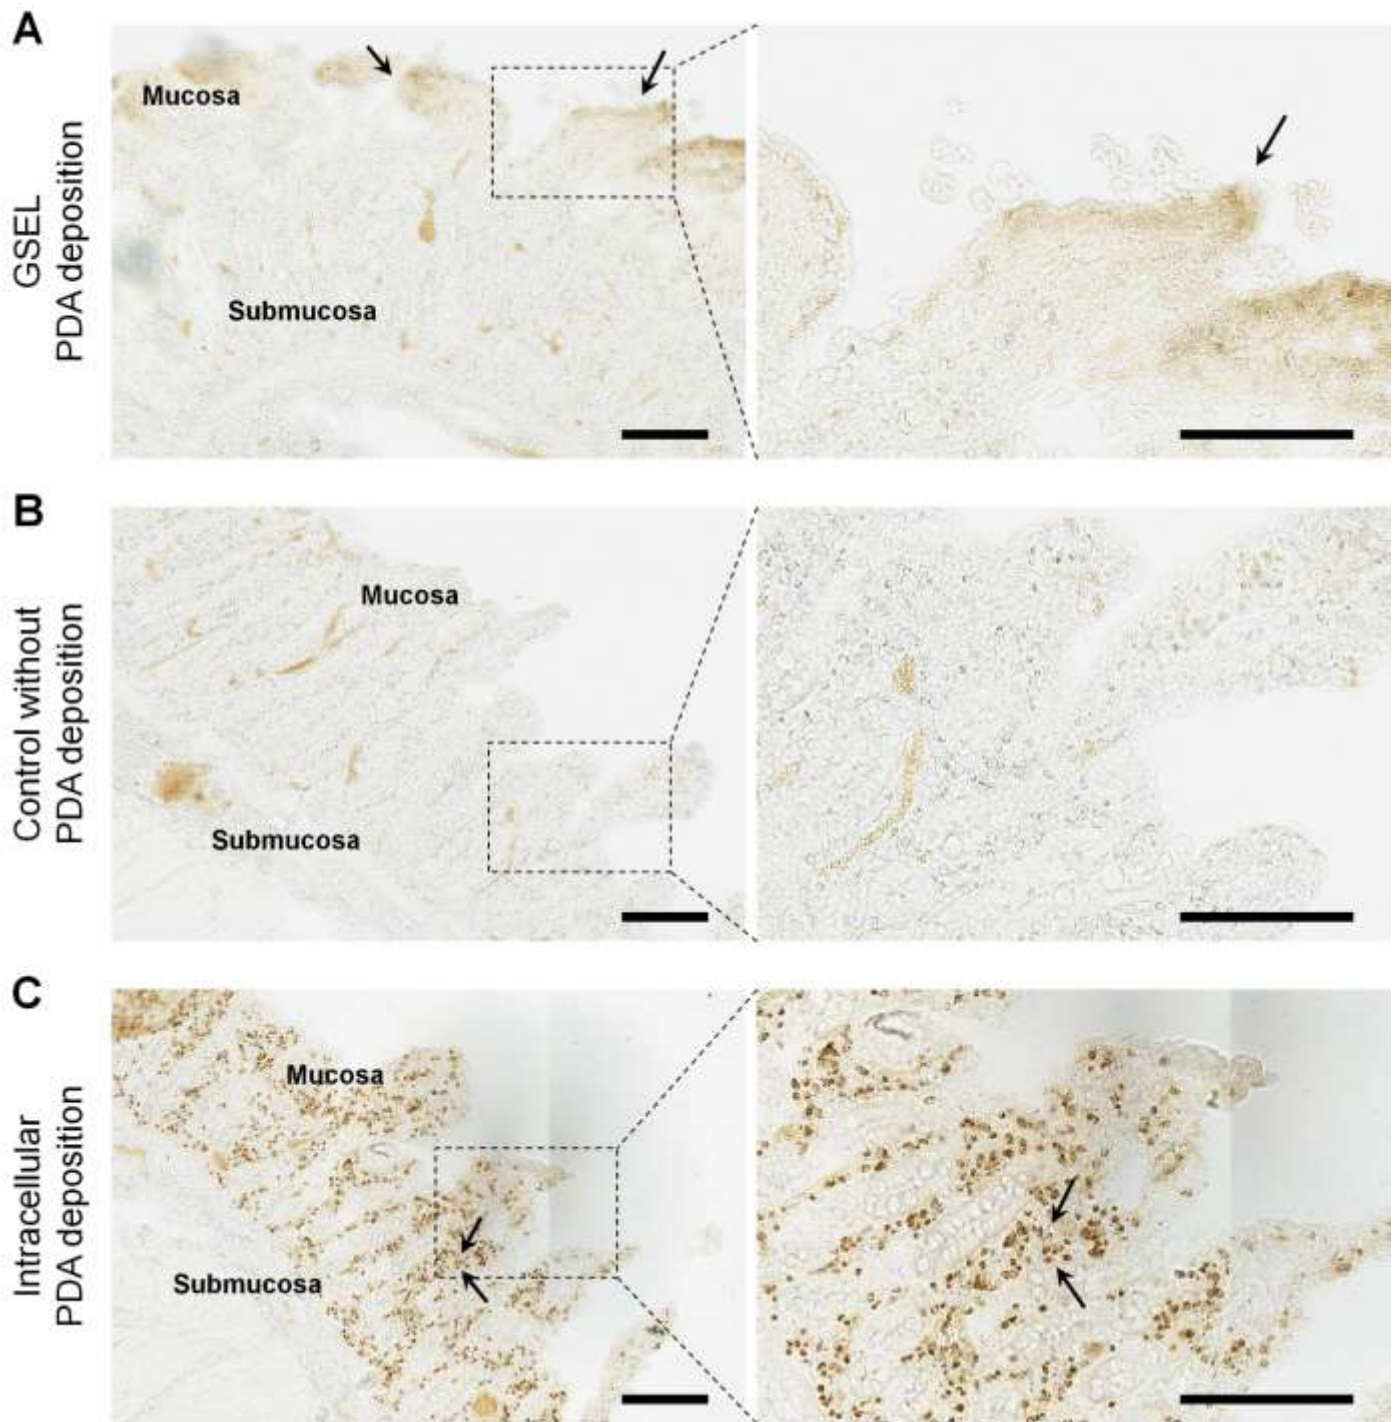 A
GSEL
PDA deposition
Mucosa
Submucosa
B
Control without
PDA deposition
Mucosa
Submucosa
C
Intracellular
PDA deposition
Mucosa
Submucosa